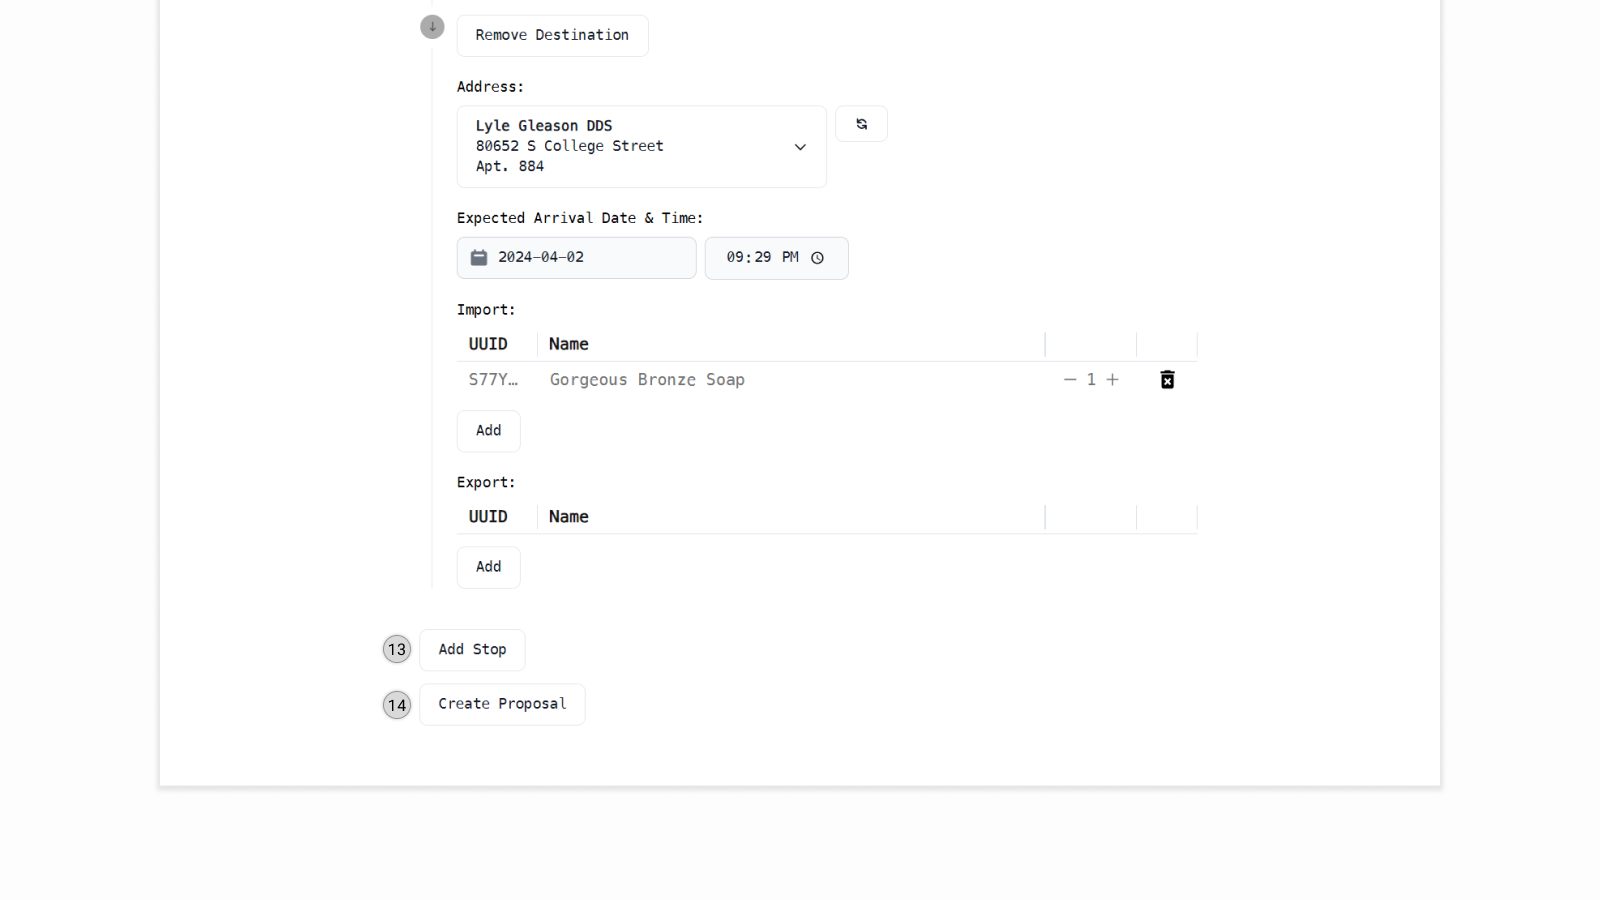 Remove Destination
Address:
Lyle Gleason DDS
80652 S College Street
Apt. 884
Expected Arrival Date & Time:
2024-04-02 09:29 PM
Import:
UUID Name
S77Y… Gorgeous Bronze Soap 1
Add
Export:
UUID Name
Add
13 Add Stop
14 Create Proposal